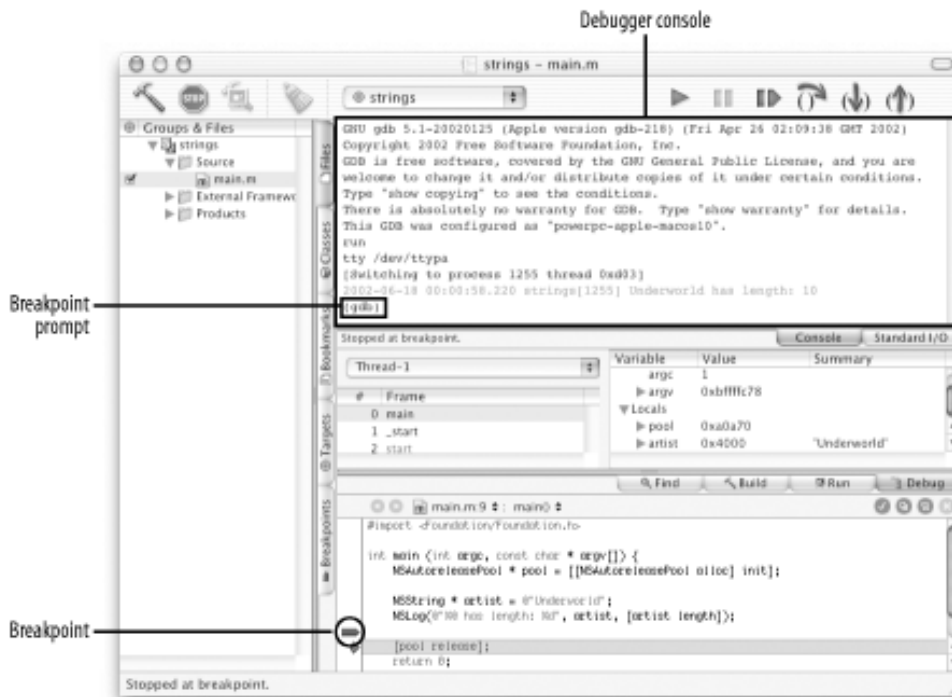 Debugger console
strings – main.m
STOP
strings
Groups & Files
strings
Source
main.m
External Framewo
Products
Files
Classes
Bookmarks
Targets
Breakpoints
GNU gdb 5.1-20020125 (Apple version gdb-218) (Fri Apr 26 02:09:38 GMT 2002)
Copyright 2002 Free Software Foundation, Inc.
GDB is free software, covered by the GNU General Public License, and you are
welcome to change it and/or distribute copies of it under certain conditions.
Type "show copying" to see the conditions.
There is absolutely no warranty for GDB.  Type "show warranty" for details.
This GDB was configured as "powerpc-apple-macos10".
run
tty /dev/ttypa
[Switching to process 1255 thread 0xd03]
2002-06-18 00:00:58.220 strings[1255] Underworld has length: 10
(gdb)
Breakpoint
prompt
Stopped at breakpoint.
Console Standard I/O
Thread-1
# Frame
0 main
1 _start
2 start
Variable Value Summary
argc 1
argv 0xbffffc78
Locals
pool 0xa0a70
artist 0x4000 "Underworld"
Find Build Run Debug
main.m:9 : main()
#import <Foundation/Foundation.h>
int main (int argc, const char * argv[]) {
NSAutoreleasePool * pool = [[NSAutoreleasePool alloc] init];
NSString * artist = @"Underworld";
NSLog(@"%@ has length: %d", artist, [artist length]);
Breakpoint
[pool release];
return 0;
Stopped at breakpoint.